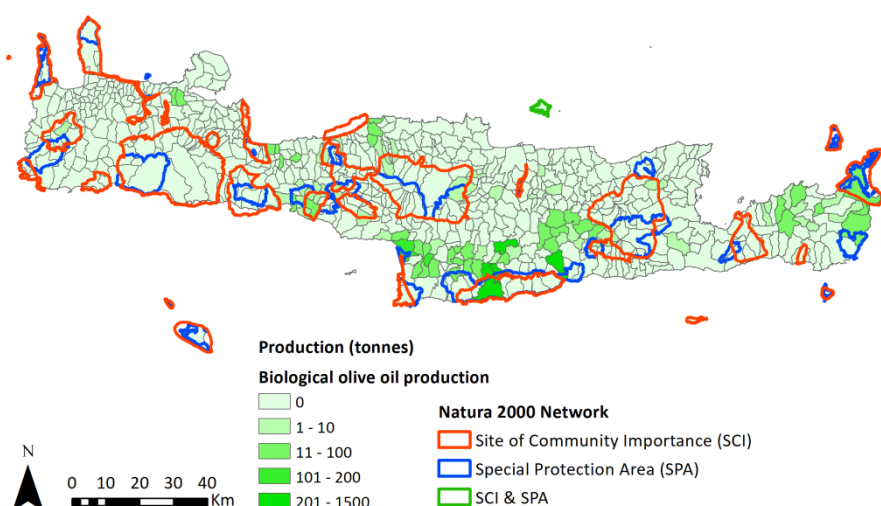 Production (tonnes)
Biological olive oil production
0
1 - 10
11 - 100
101 - 200
201 - 1500
Natura 2000 Network
Site of Community Importance (SCI)
Special Protection Area (SPA)
SCI & SPA
N
0 10 20 30 40
Km